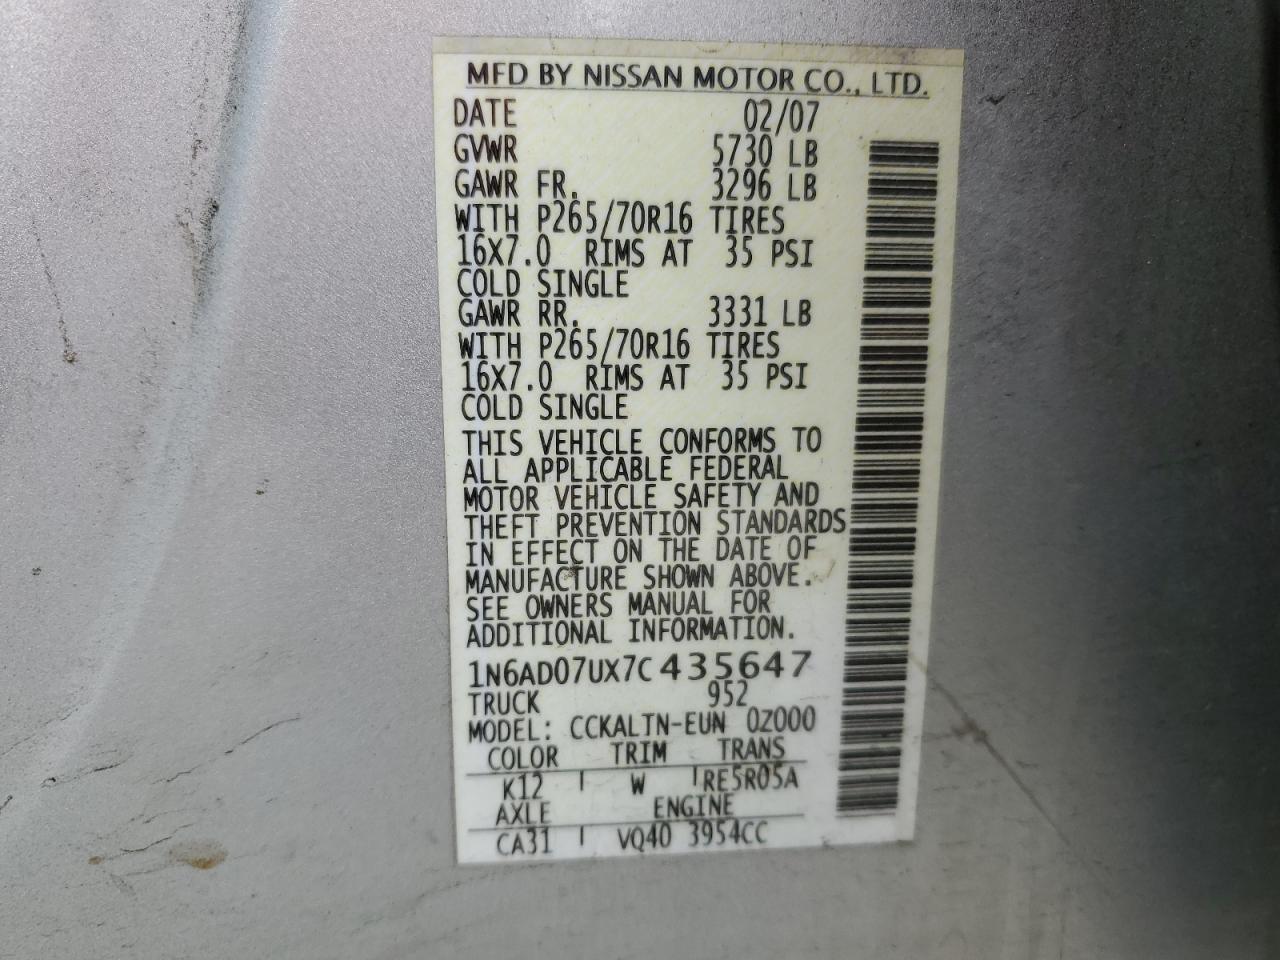 MFD BY NISSAN MOTOR CO., LTD.
DATE 02/07
GVWR 5730 LB
GAWR FR. 3296 LB
WITH P265/70R16 TIRES
16X7.0 RIMS AT 35 PSI
COLD SINGLE
GAWR RR. 3331 LB
WITH P265/70R16 TIRES
16X7.0 RIMS AT 35 PSI
COLD SINGLE
THIS VEHICLE CONFORMS TO
ALL APPLICABLE FEDERAL
MOTOR VEHICLE SAFETY AND
THEFT PREVENTION STANDARDS
IN EFFECT ON THE DATE OF
MANUFACTURE SHOWN ABOVE.
SEE OWNERS MANUAL FOR
ADDITIONAL INFORMATION.
1N6AD07UX7C435647
TRUCK 952
MODEL: CCKALTN-EUN 0Z000
COLOR TRIM TRANS
K12 W RE5R05A
AXLE ENGINE
CA31 VQ40 3954CC